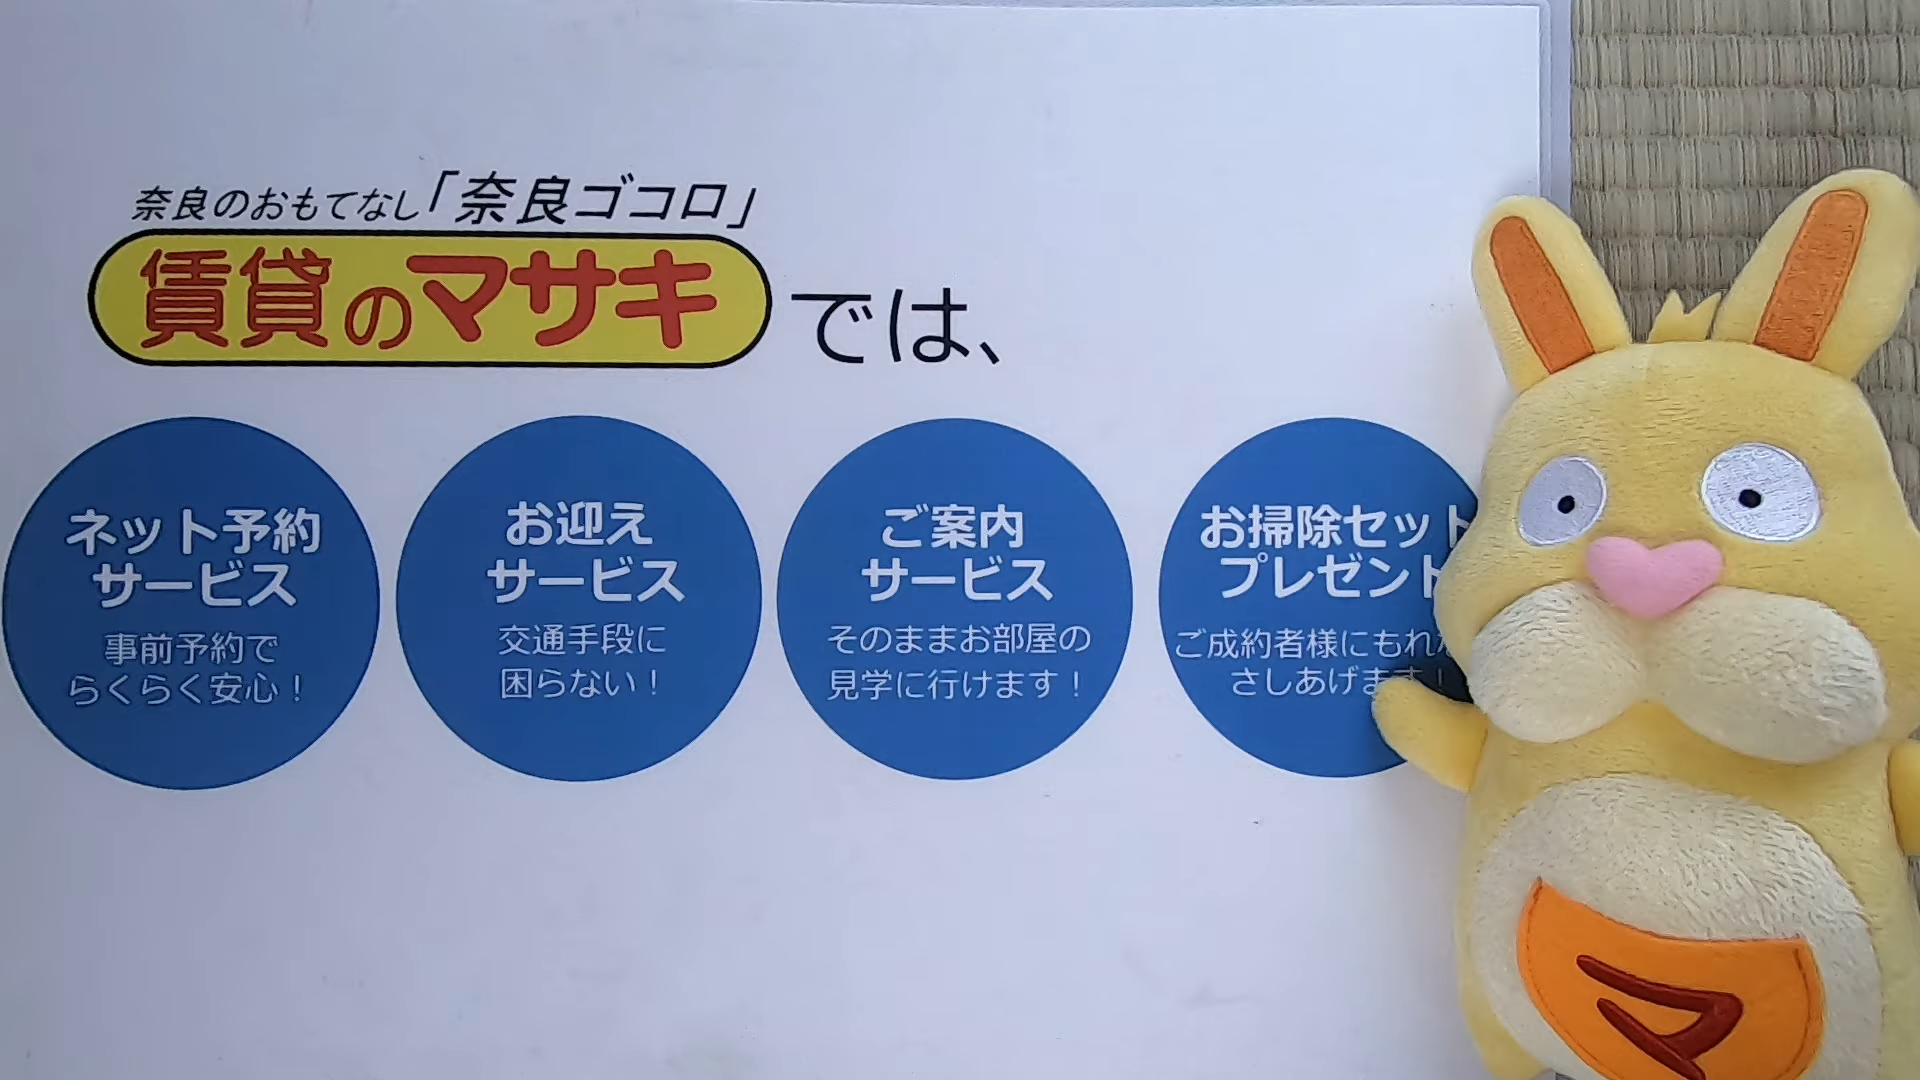 奈良のおもてなし「奈良ゴコロ」
賃貸のマサキでは、
ネット予約
サービス
事前予約で
らくらく安心！
お迎え
サービス
交通手段に
困らない！
ご案内
サービス
そのままお部屋の
見学に行けます！
お掃除セット
プレゼント
ご成約者様にもれな
さしあげます！
マ